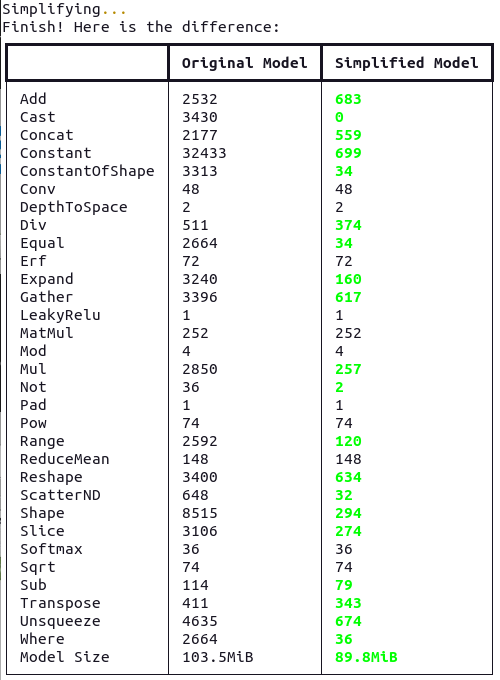 Simplifying...
Finish! Here is the difference:
Original Model Simplified Model
Add 2532 683
Cast 3430 0
Concat 2177 559
Constant 32433 699
ConstantOfShape 3313 34
Conv 48 48
DepthToSpace 2 2
Div 511 374
Equal 2664 34
Erf 72 72
Expand 3240 160
Gather 3396 617
LeakyRelu 1 1
MatMul 252 252
Mod 4 4
Mul 2850 257
Not 36 2
Pad 1 1
Pow 74 74
Range 2592 120
ReduceMean 148 148
Reshape 3400 634
ScatterND 648 32
Shape 8515 294
Slice 3106 274
Softmax 36 36
Sqrt 74 74
Sub 114 79
Transpose 411 343
Unsqueeze 4635 674
Where 2664 36
Model Size 103.5MiB 89.8MiB